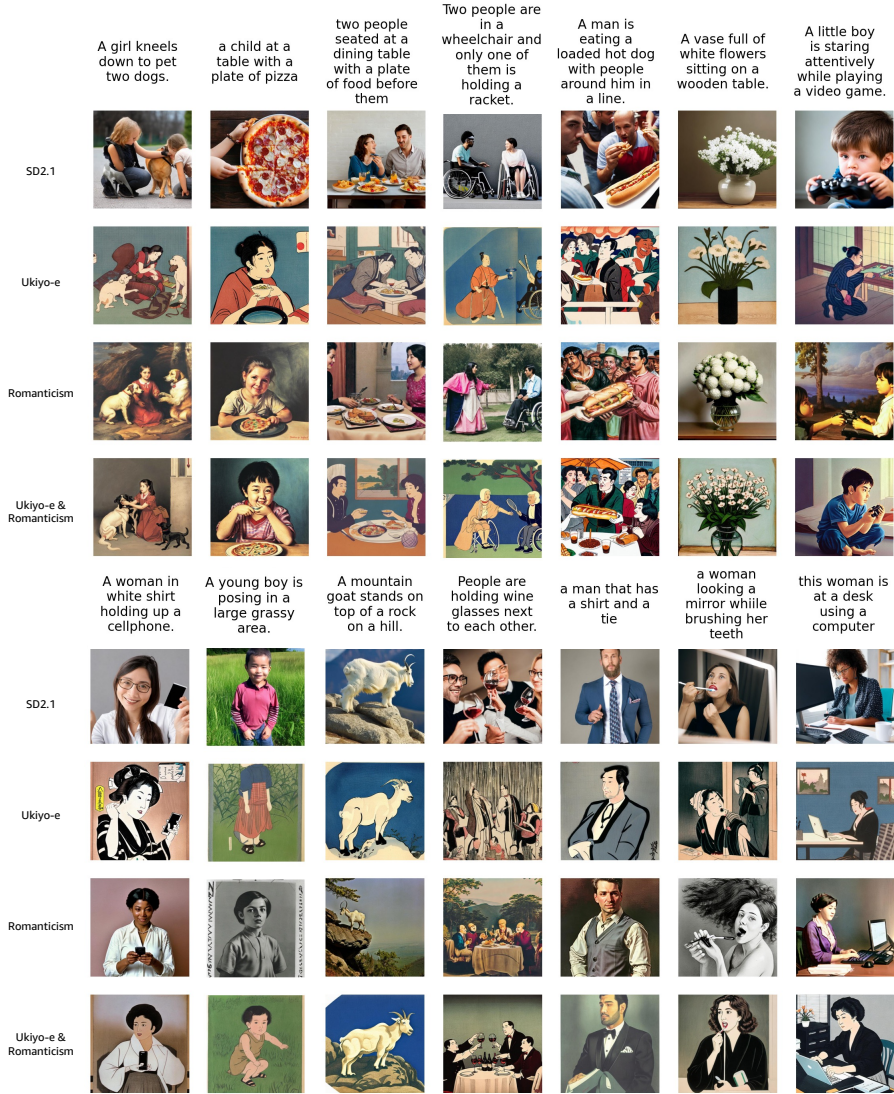 A girl kneels
down to pet
two dogs.
a child at a
table with a
plate of pizza
two people
seated at a
dining table
with a plate
of food before
them
Two people are
in a
wheelchair and
only one of
them is
holding a
racket.
A man is
eating a
loaded hot dog
with people
around him in
a line.
A vase full of
white flowers
sitting on a
wooden table.
A little boy
is staring
attentively
while playing
a video game.
SD2.1
Ukiyo-e
Romanticism
Ukiyo-e &
Romanticism
A woman in
white shirt
holding up a
cellphone.
A young boy is
posing in a
large grassy
area.
A mountain
goat stands on
top of a rock
on a hill.
People are
holding wine
glasses next
to each other.
a man that has
a shirt and a
tie
a woman
looking a
mirror whiile
brushing her
teeth
this woman is
at a desk
using a
computer
SD2.1
Ukiyo-e
Romanticism
Ukiyo-e &
Romanticism